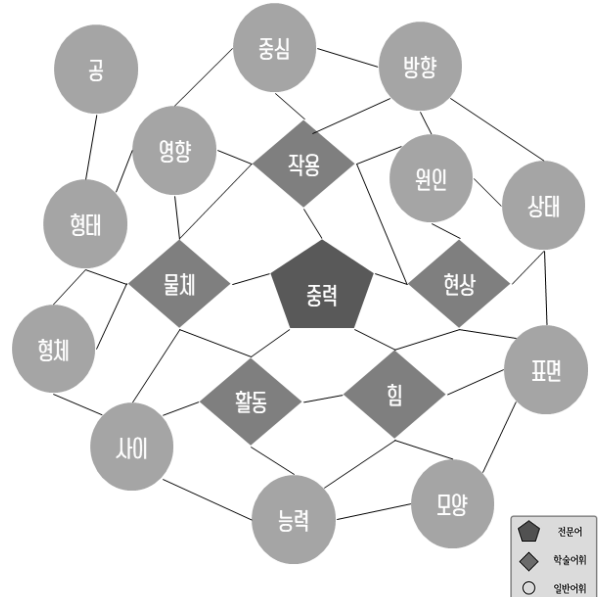 중심
방향
공
영향
작용
원인
상태
형태
물체
중력
현상
형체
표면
활동
힘
사이
모양
능력
전문어
학술어휘
일반어휘